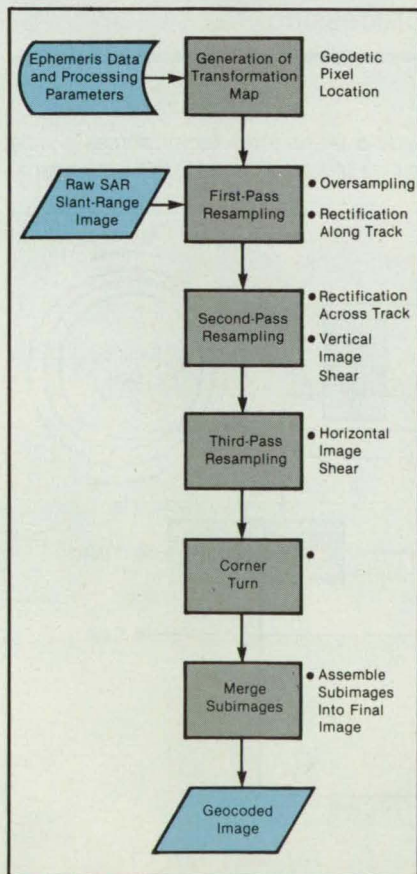 Ephemeris Data
and Processing
Parameters
Generation of
Transformation
Map
Geodetic
Pixel
Location
Raw SAR
Slant-Range
Image
First-Pass
Resampling
• Oversampling
• Rectification
Along Track
Second-Pass
Resampling
• Rectification
Across Track
• Vertical
Image
Shear
Third-Pass
Resampling
• Horizontal
Image
Shear
Corner
Turn
•
Merge
Subimages
• Assemble
Subimages
Into Final
Image
Geocoded
Image